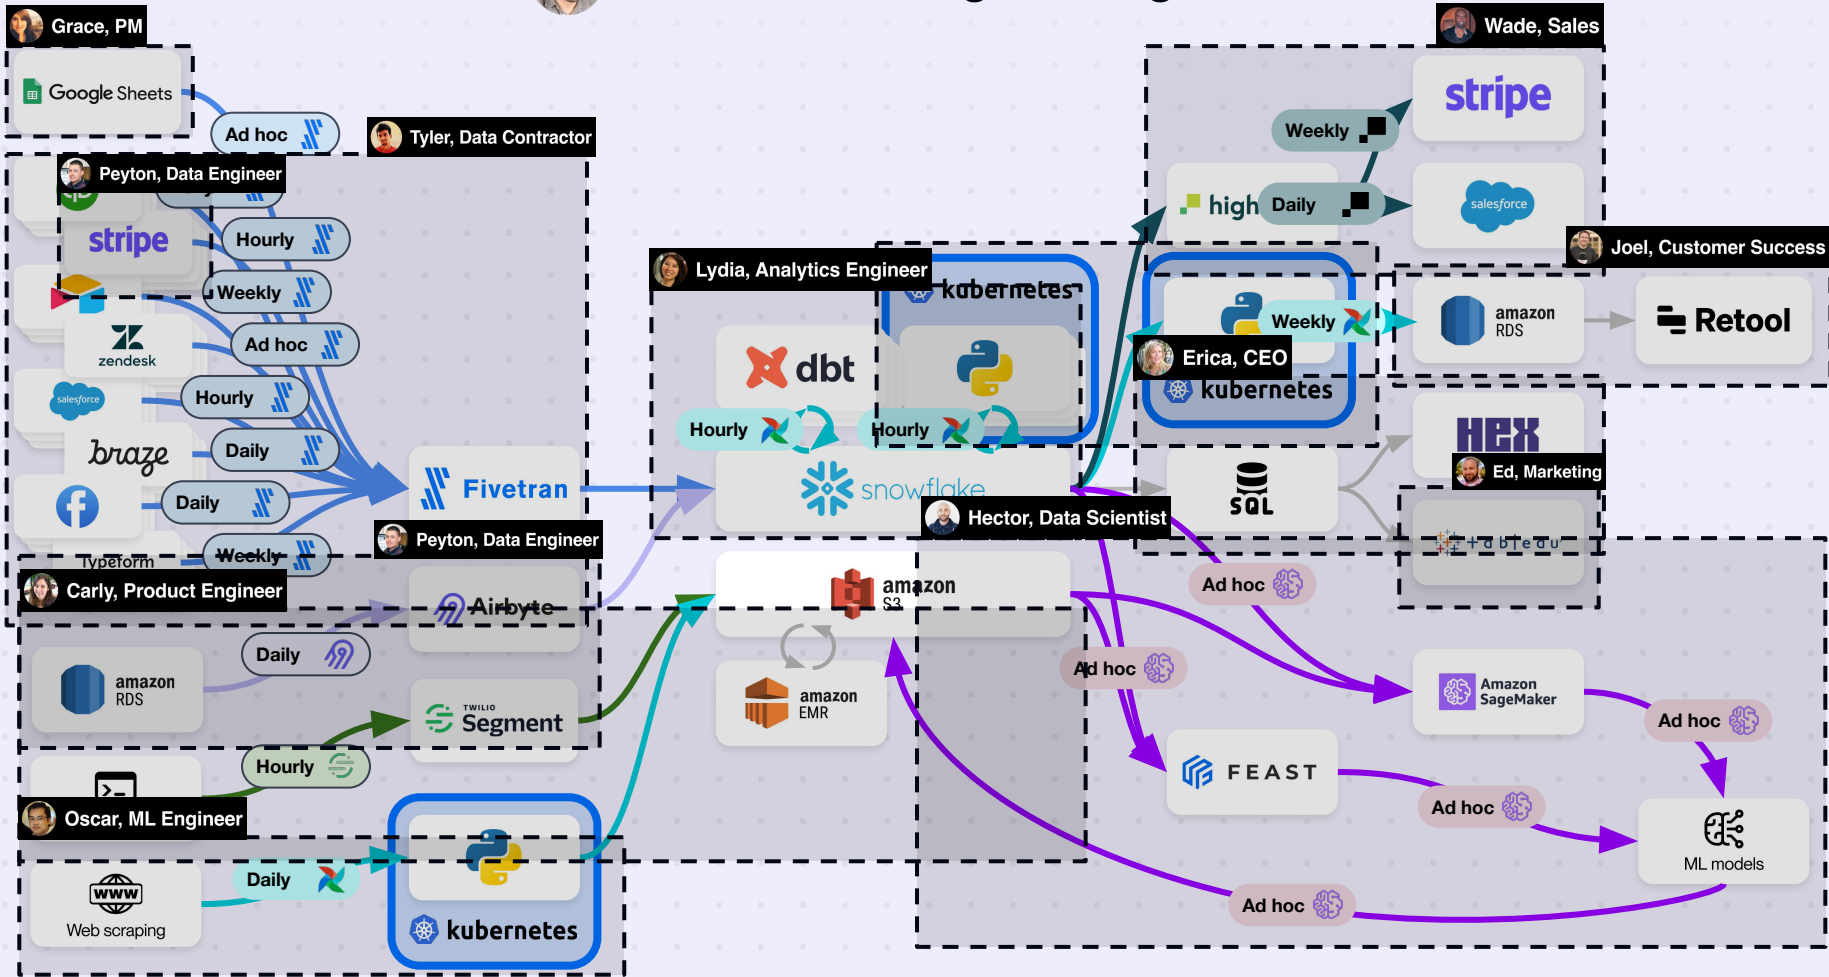 Grace, PM
Google Sheets
Ad hoc
Tyler, Data Contractor
Peyton, Data Engineer
Hourly
stripe
Weekly
zendesk
Ad hoc
salesforce
Hourly
braze
Daily
Daily
Fivetran
Typeform
Weekly
Peyton, Data Engineer
Carly, Product Engineer
Airbyte
Daily
amazon
RDS
TWILIO
Segment
Hourly
Oscar, ML Engineer
Daily
WWW
Web scraping
kubernetes
Lydia, Analytics Engineer
kubernetes
dbt
Hourly
Hourly
snowflake
Hector, Data Scientist
amazon
S3
amazon
EMR
Wade, Sales
stripe
Weekly
high
Daily
salesforce
Joel, Customer Success
Weekly
amazon
RDS
Retool
Erica, CEO
kubernetes
HEX
SQL
Ed, Marketing
+ a b l e a u
Ad hoc
Ad hoc
Amazon
SageMaker
Ad hoc
FEAST
Ad hoc
ML models
Ad hoc